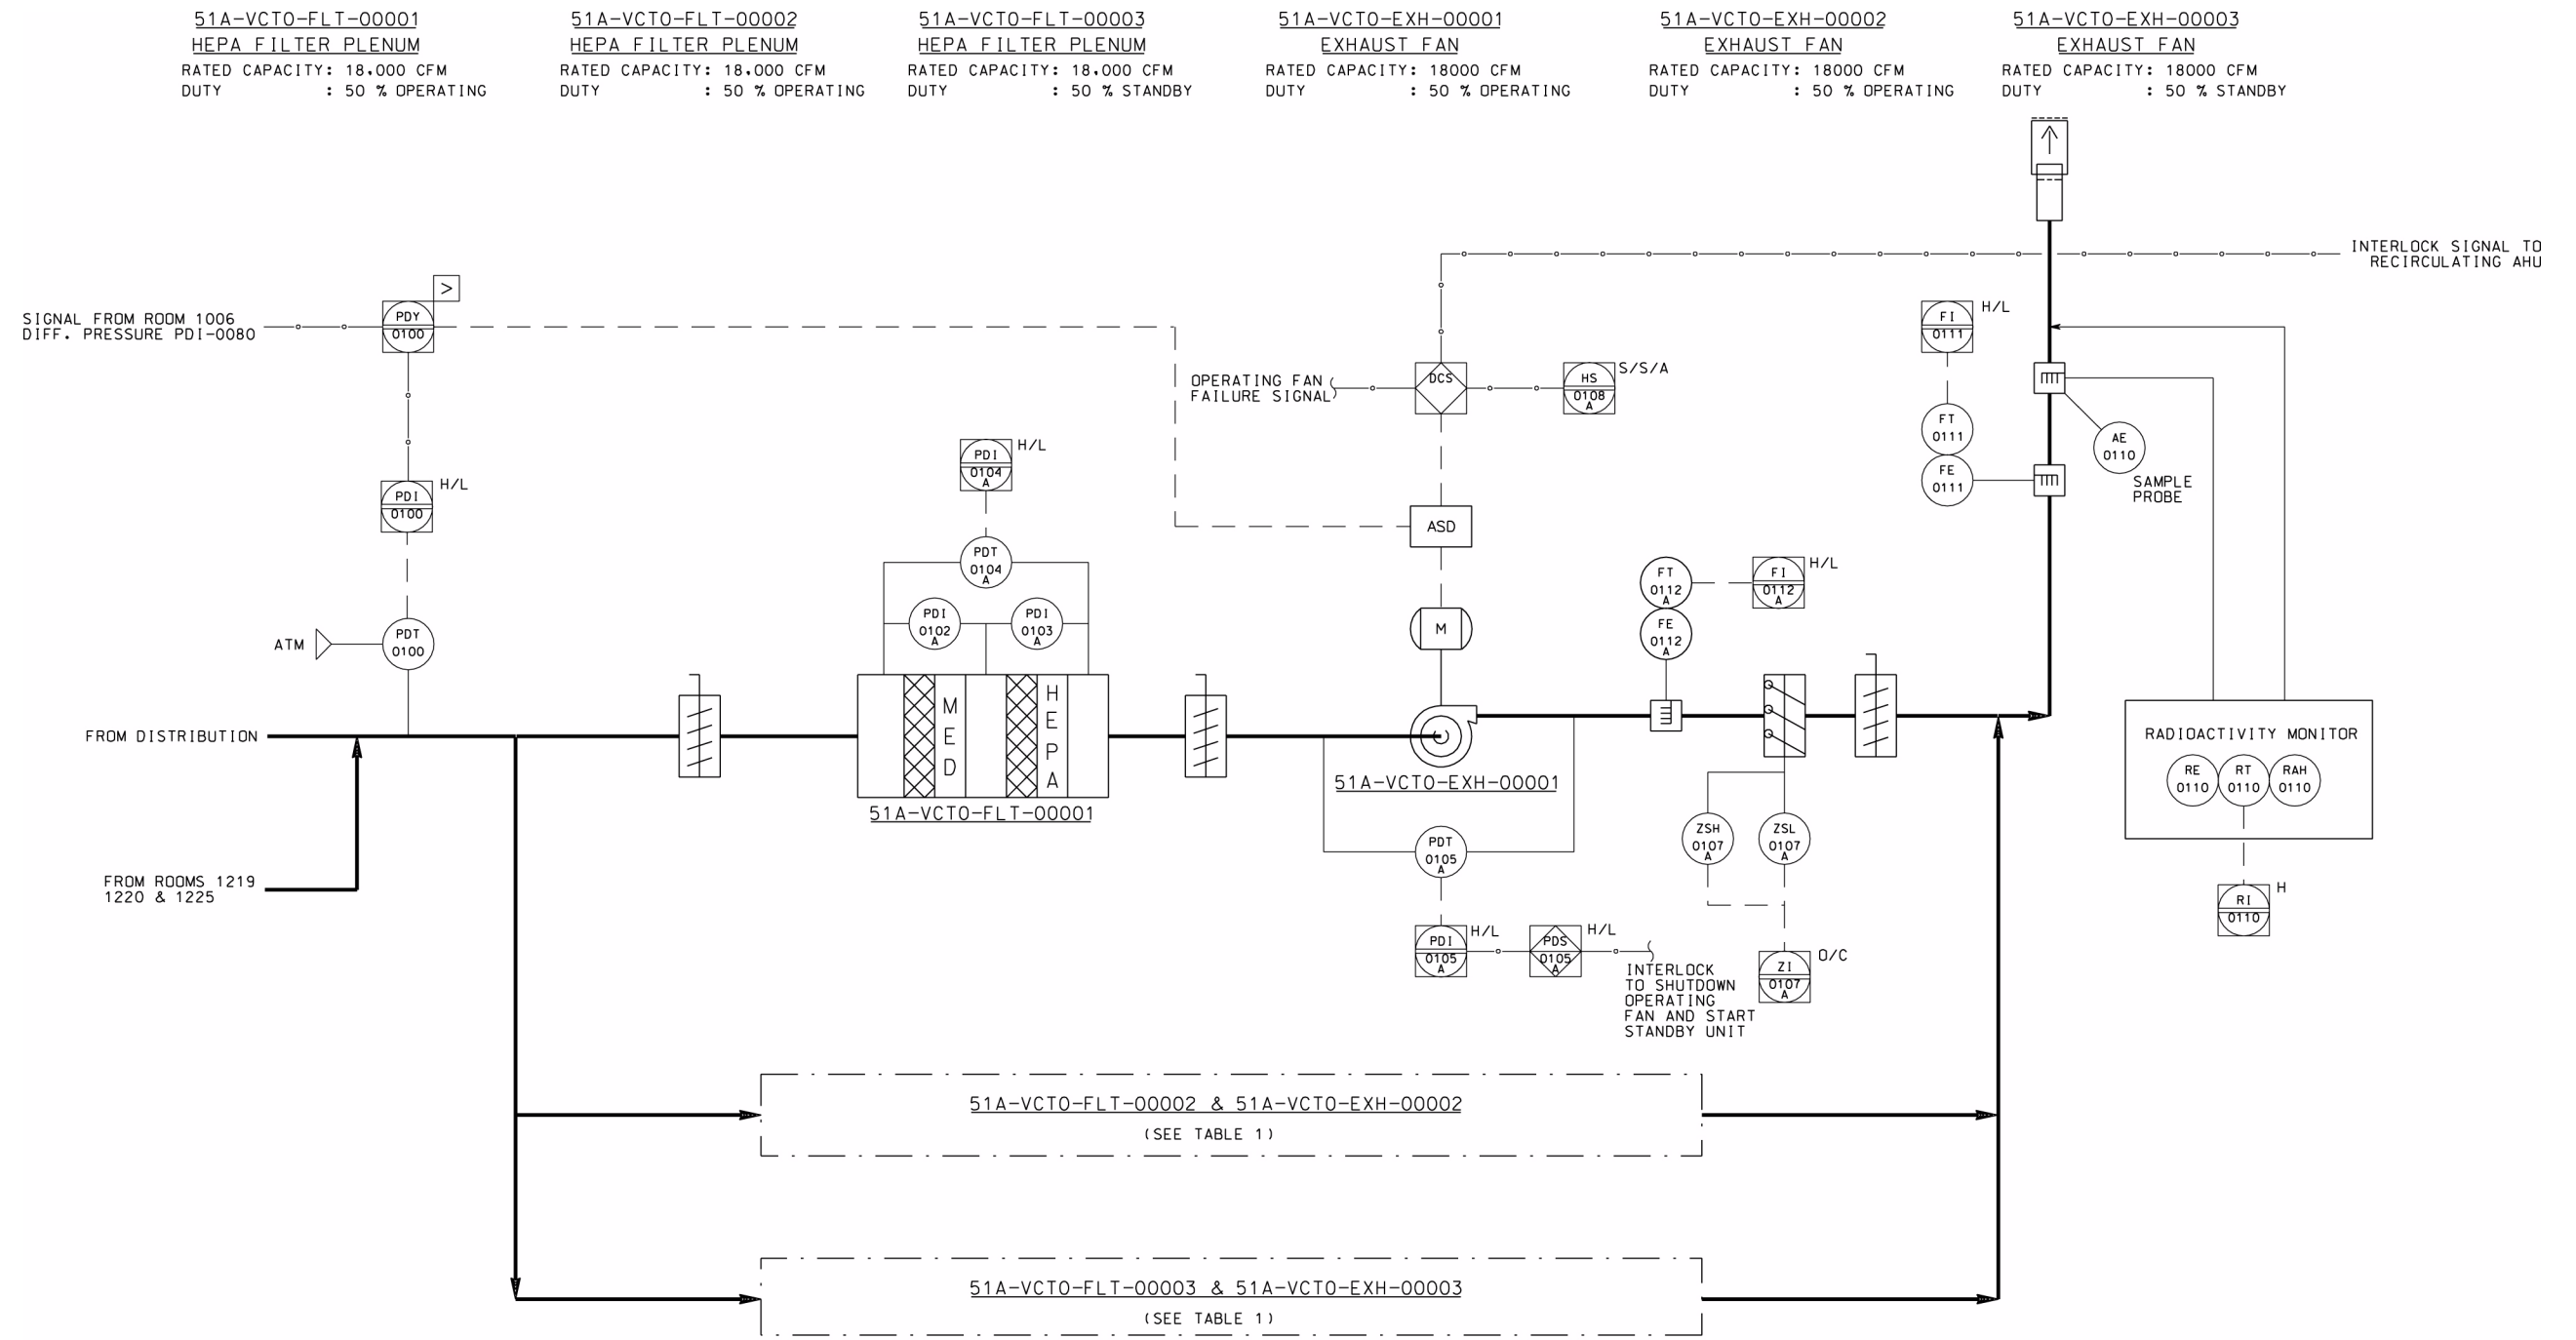 51A-VCTO-FLT-00001
HEPA FILTER PLENUM
RATED CAPACITY: 18,000 CFM
DUTY : 50 % OPERATING
51A-VCTO-FLT-00002
HEPA FILTER PLENUM
RATED CAPACITY: 18,000 CFM
DUTY : 50 % OPERATING
51A-VCTO-FLT-00003
HEPA FILTER PLENUM
RATED CAPACITY: 18,000 CFM
DUTY : 50 % STANDBY
51A-VCTO-EXH-00001
EXHAUST FAN
RATED CAPACITY: 18000 CFM
DUTY : 50 % OPERATING
51A-VCTO-EXH-00002
EXHAUST FAN
RATED CAPACITY: 18000 CFM
DUTY : 50 % OPERATING
51A-VCTO-EXH-00003
EXHAUST FAN
RATED CAPACITY: 18000 CFM
DUTY : 50 % STANDBY
INTERLOCK SIGNAL TO
RECIRCULATING AHU
>
SIGNAL FROM ROOM 1006
DIFF. PRESSURE PDI-0080
PDY
0100
FI
0111
H/L
OPERATING FAN
FAILURE SIGNAL
DCS
HS
0108
A
S/S/A
FT
0111
FE
0111
AE
0110
SAMPLE
PROBE
PDI
0104
A
H/L
PDI
0100
H/L
ASD
PDT
0104
A
PDI
0102
A
PDI
0103
A
M
FT
0112
A
FI
0112
A
H/L
FE
0112
A
ATM
PDT
0100
FROM DISTRIBUTION
MED
HEPA
51A-VCTO-FLT-00001
51A-VCTO-EXH-00001
RADIOACTIVITY MONITOR
RE
0110
RT
0110
RAH
0110
RI
0110
H
FROM ROOMS 1219
1220 & 1225
PDT
0105
A
ZSH
0107
A
ZSL
0107
A
PDI
0105
A
H/L
PDS
0105
A
H/L
INTERLOCK
TO SHUTDOWN
OPERATING
FAN AND START
STANDBY UNIT
ZI
0107
A
O/C
51A-VCTO-FLT-00002 & 51A-VCTO-EXH-00002
(SEE TABLE 1)
51A-VCTO-FLT-00003 & 51A-VCTO-EXH-00003
(SEE TABLE 1)